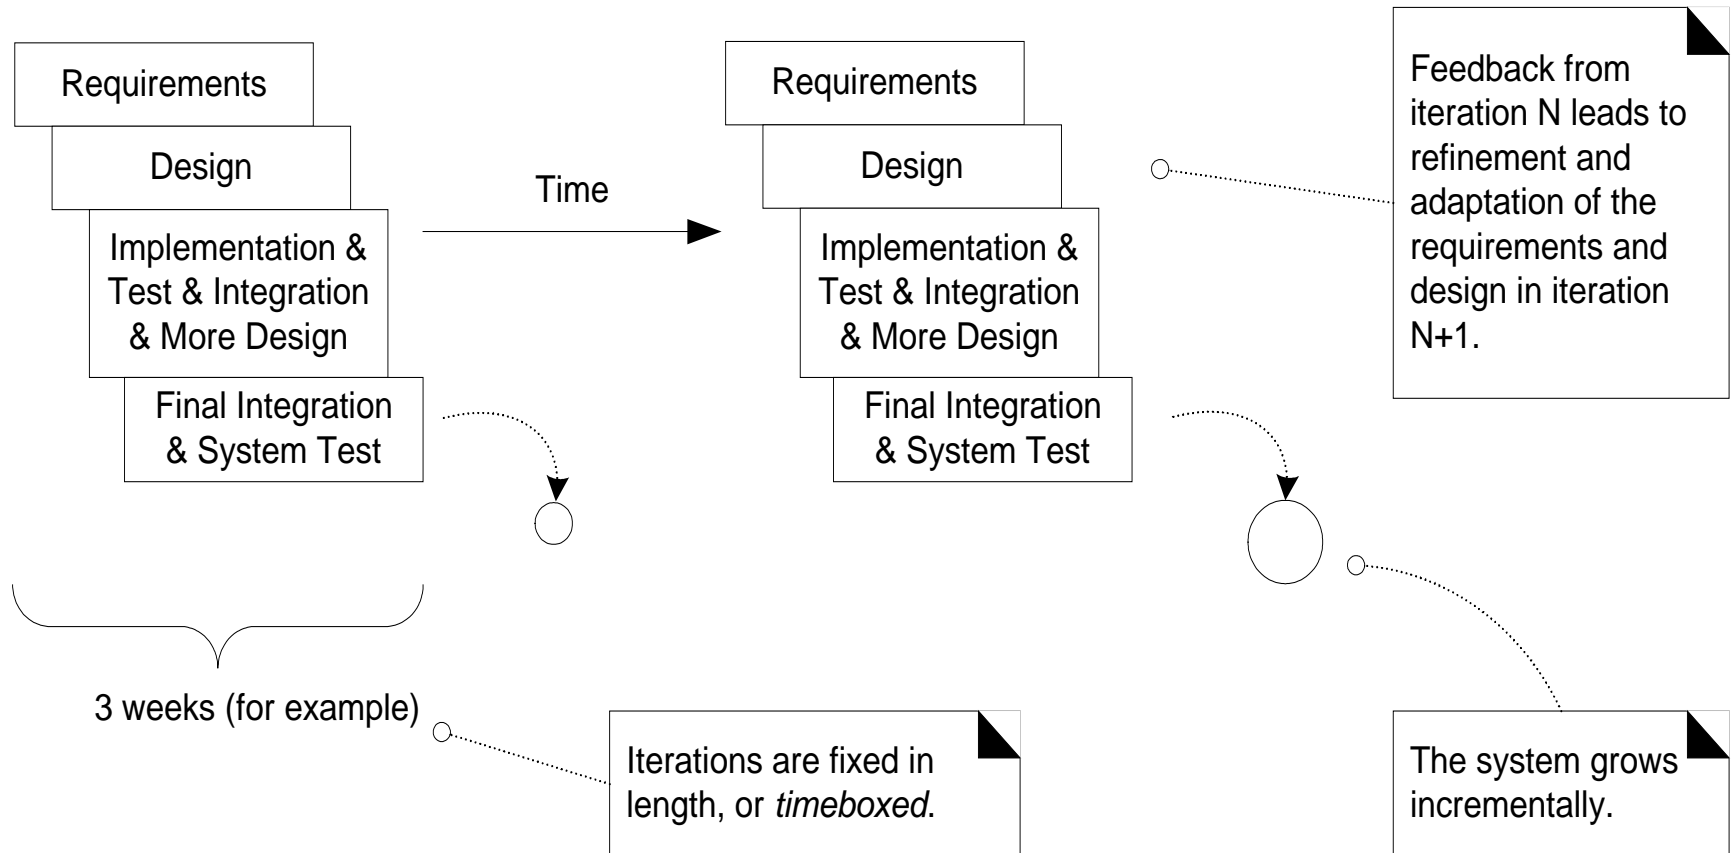 Requirements
Design
Implementation &
Test & Integration
& More Design
Final Integration
& System Test
Time
Requirements
Design
Implementation &
Test & Integration
& More Design
Final Integration
& System Test
Feedback from
iteration N leads to
refinement and
adaptation of the
requirements and
design in iteration
N+1.
3 weeks (for example)
Iterations are fixed in
length, or timeboxed.
The system grows
incrementally.